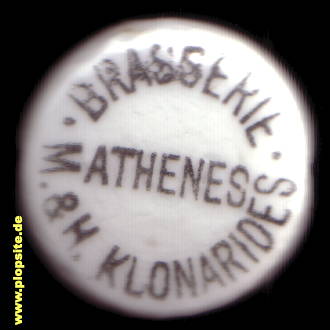 · BRASSERIE ·
ATHENES
M. & H. KLONARIDES
www.plopsite.de